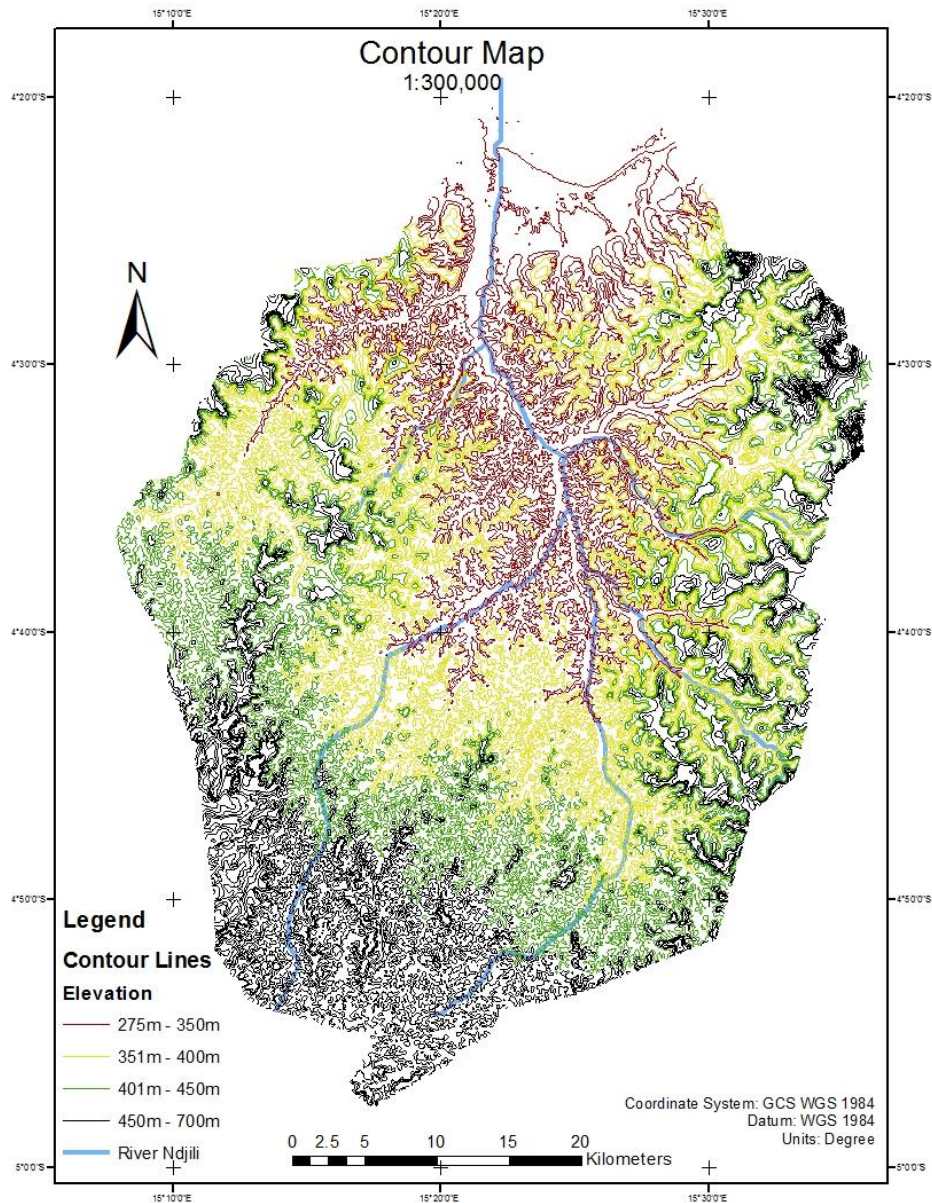 15°10'0"E 15°20'0"E 15°30'0"E
Contour Map
1:300,000
4°20'0"S 4°20'0"S
N
4°30'0"S 4°30'0"S
4°40'0"S 4°40'0"S
4°50'0"S 4°50'0"S
Legend
Contour Lines
Elevation
275m - 350m
351m - 400m
401m - 450m
450m - 700m
River Ndjili
Coordinate System: GCS WGS 1984
Datum: WGS 1984
Units: Degree
0 2.5 5 10 15 20
Kilometers
5°0'0"S 5°0'0"S
15°10'0"E 15°20'0"E 15°30'0"E